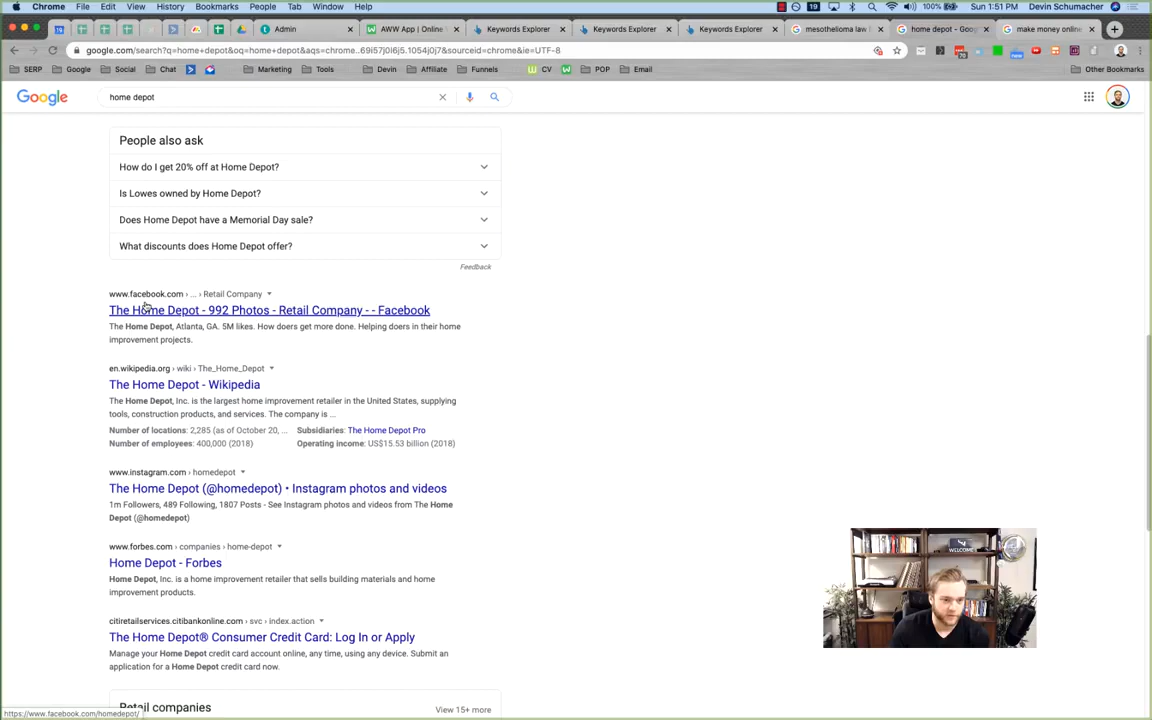 Chrome File Edit View History Bookmarks People Tab Window Help 19 100% Sun 1:51 PM Devin Schumacher
19 Admin AWW App | Online Keywords Explorer Keywords Explorer Keywords Explorer mesothelioma law home depot - Goog make money online
google.com/search?q=home+depot&oq=home+depot&aqs=chrome..69i57j0l6j5.1054j0j7&sourceid=chrome&ie=UTF-8
SERP Google Social Chat Marketing Tools Devin Affiliate Funnels CV POP Email Other Bookmarks
Google
home depot
People also ask
How do I get 20% off at Home Depot?
Is Lowes owned by Home Depot?
Does Home Depot have a Memorial Day sale?
What discounts does Home Depot offer?
Feedback
www.facebook.com › ... › Retail Company
The Home Depot - 992 Photos - Retail Company - - Facebook
The Home Depot, Atlanta, GA. 5M likes. How doers get more done. Helping doers in their home
improvement projects.
en.wikipedia.org › wiki › The_Home_Depot
The Home Depot - Wikipedia
The Home Depot, Inc. is the largest home improvement retailer in the United States, supplying
tools, construction products, and services. The company is ...
Number of locations: 2,285 (as of October 20, ... Subsidiaries: The Home Depot Pro
Number of employees: 400,000 (2018) Operating income: US$15.53 billion (2018)
www.instagram.com › homedepot
The Home Depot (@homedepot) • Instagram photos and videos
1m Followers, 489 Following, 1807 Posts - See Instagram photos and videos from The Home
Depot (@homedepot)
www.forbes.com › companies › home-depot
Home Depot - Forbes
Home Depot, Inc. is a home improvement retailer that sells building materials and home
improvement products.
citiretailservices.citibankonline.com › svc › index.action
The Home Depot® Consumer Credit Card: Log In or Apply
Manage your Home Depot credit card account online, any time, using any device. Submit an
application for a Home Depot credit card now.
Retail companies
View 15+ more
https://www.facebook.com/homedepot/
WELCOME